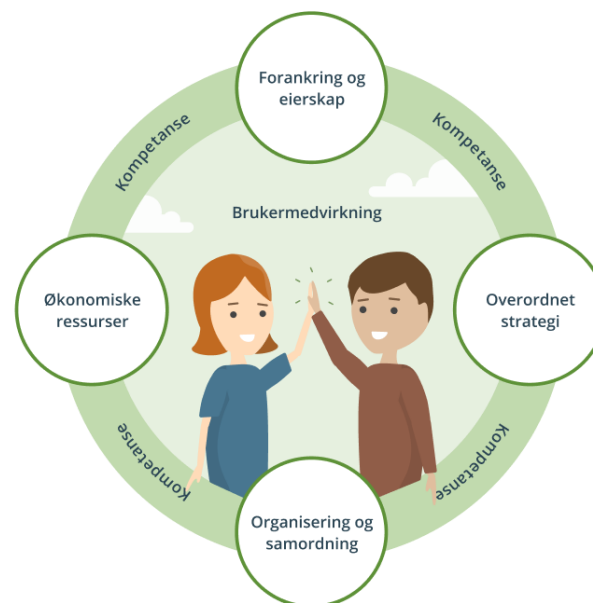 Forankring og
eierskap
Kompetanse
Kompetanse
Brukermedvirkning
Økonomiske
ressurser
Overordnet
strategi
Kompetanse
Kompetanse
Organisering og
samordning